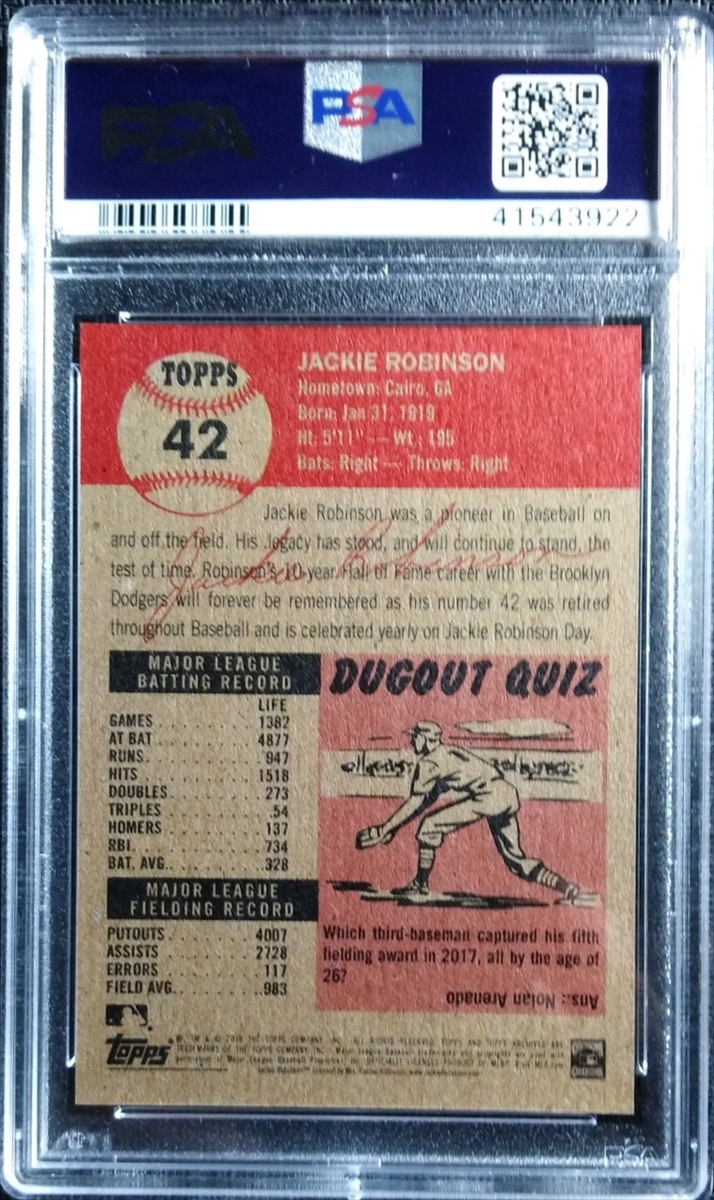 PSA
PSA
41543922
TOPPS
42
JACKIE ROBINSON
Hometown: Cairo, GA
Born: Jan 31, 1919
Ht: 5'11" — Wt.: 195
Bats: Right — Throws: Right
Jackie Robinson was a pioneer in Baseball on
and off the field. His legacy has stood, and will continue to stand, the
test of time. Robinson's 10-year Hall of Fame career with the Brooklyn
Dodgers will forever be remembered as his number 42 was retired
throughout Baseball and is celebrated yearly on Jackie Robinson Day.
Jackie Robinson
MAJOR LEAGUE
BATTING RECORD
LIFE
GAMES 1382
AT BAT 4877
RUNS 947
HITS 1518
DOUBLES 273
TRIPLES 54
HOMERS 137
RBI 734
BAT. AVG. .328
MAJOR LEAGUE
FIELDING RECORD
PUTOUTS 4007
ASSISTS 2728
ERRORS 117
FIELD AVG. .983
DUGOUT QUIZ
Which third-baseman captured his fifth
fielding award in 2017, all by the age of
26?
Ans.: Nolan Arenado
topps
PSA